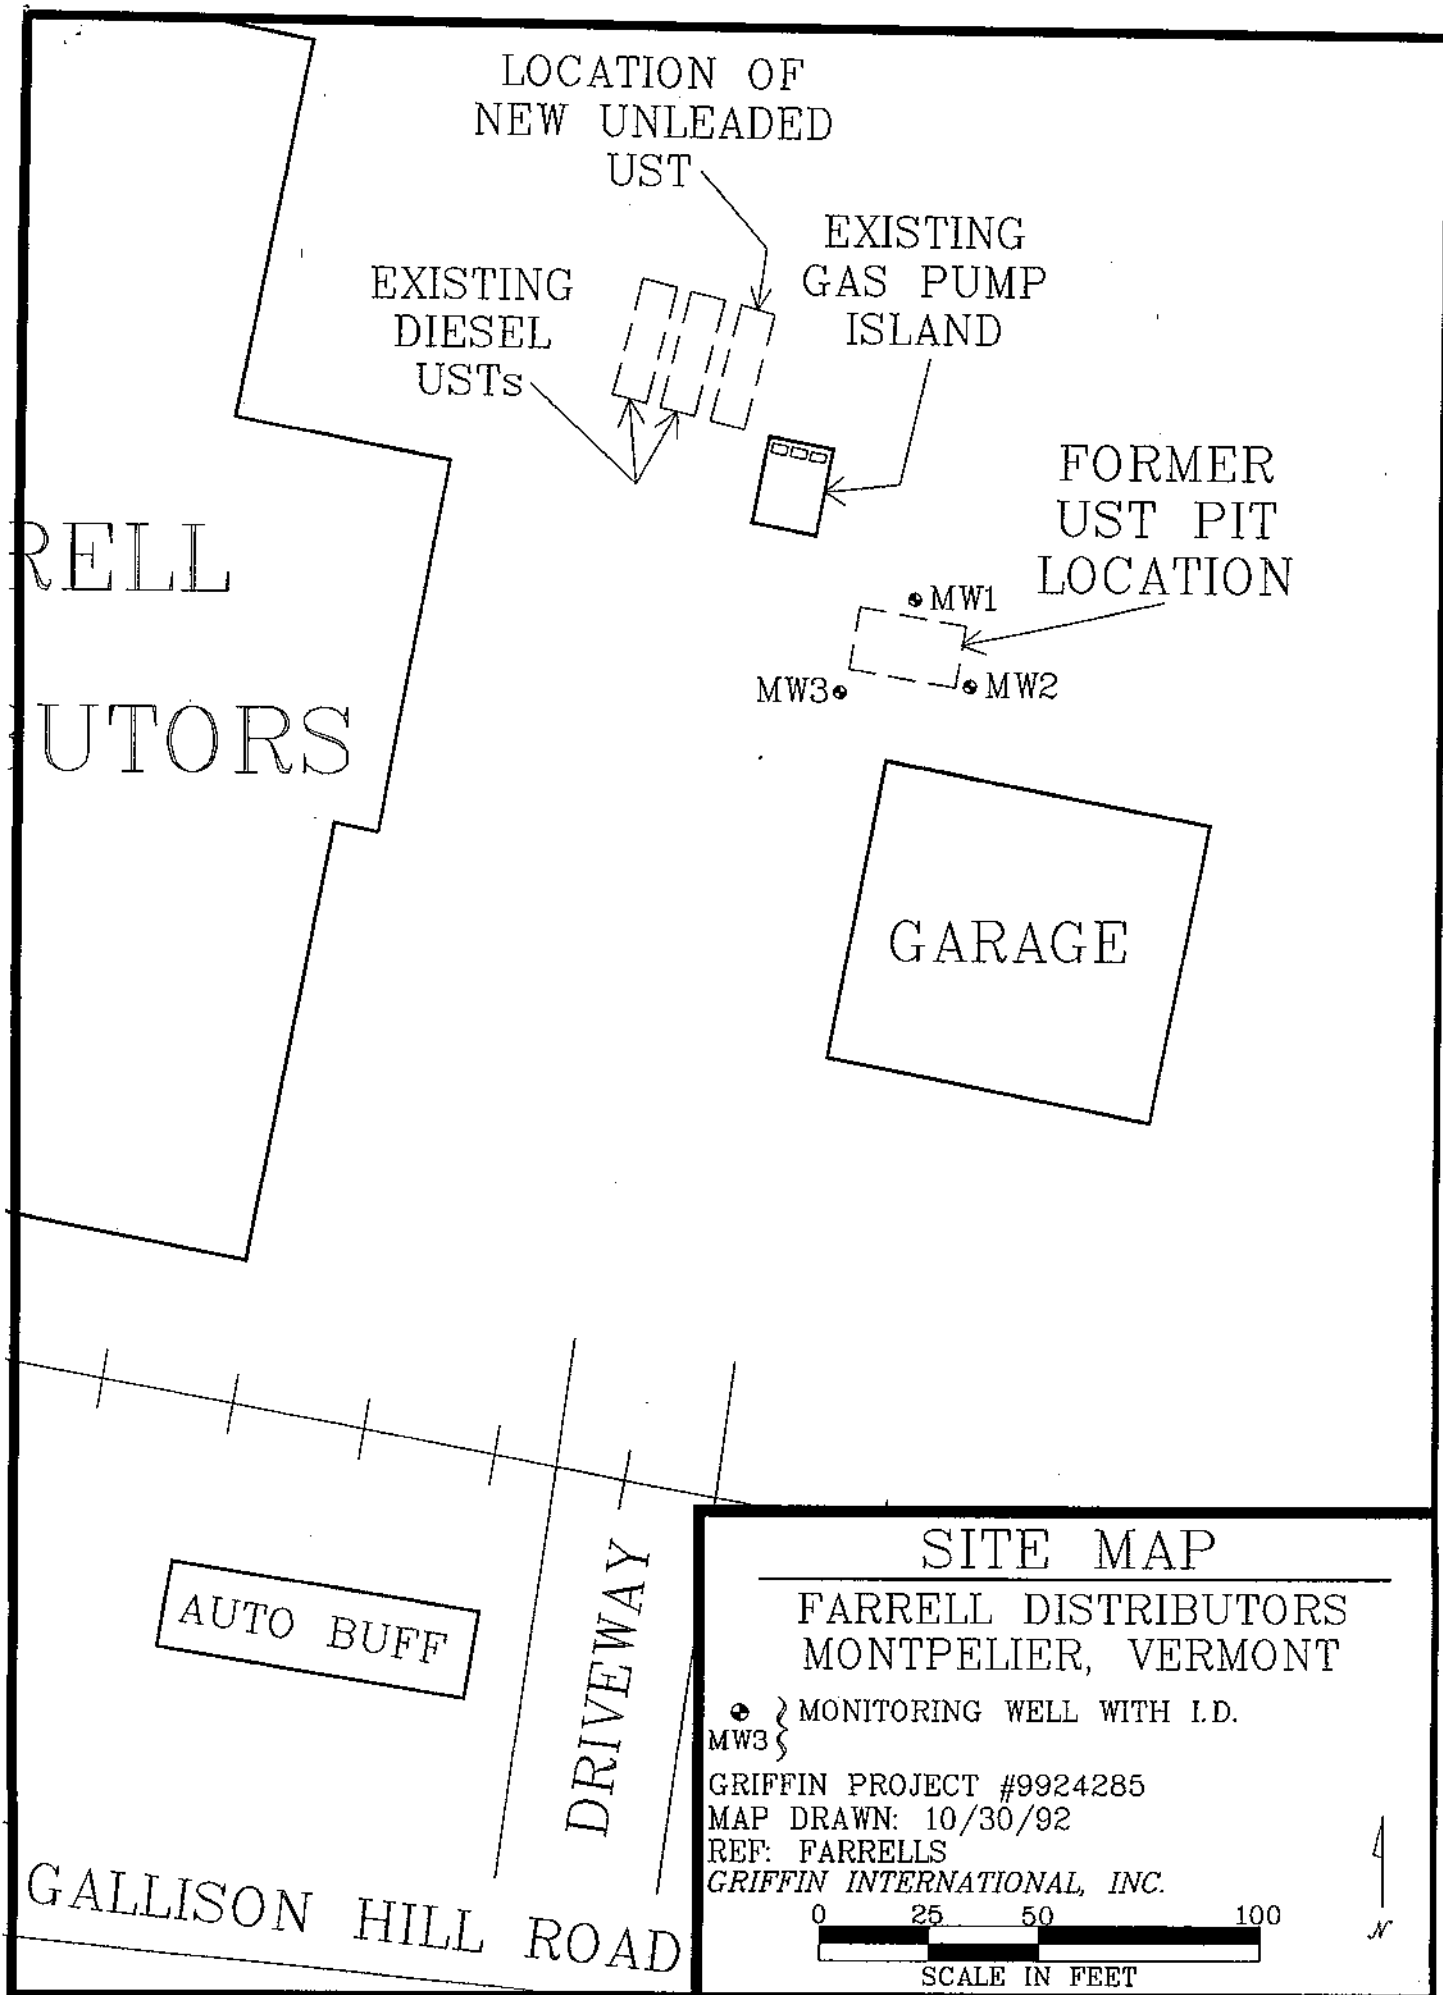 LOCATION OF
NEW UNLEADED
UST
EXISTING
GAS PUMP
ISLAND
EXISTING
DIESEL
USTs
FORMER
UST PIT
LOCATION
RELL
UTORS
MW1
MW3
MW2
GARAGE
AUTO BUFF
DRIVEWAY
GALLISON HILL ROAD
SITE MAP
FARRELL DISTRIBUTORS
MONTPELIER, VERMONT
MONITORING WELL WITH I.D.
MW3
GRIFFIN PROJECT #9924285
MAP DRAWN: 10/30/92
REF: FARRELLS
GRIFFIN INTERNATIONAL, INC.
0 25 50 100
SCALE IN FEET
N